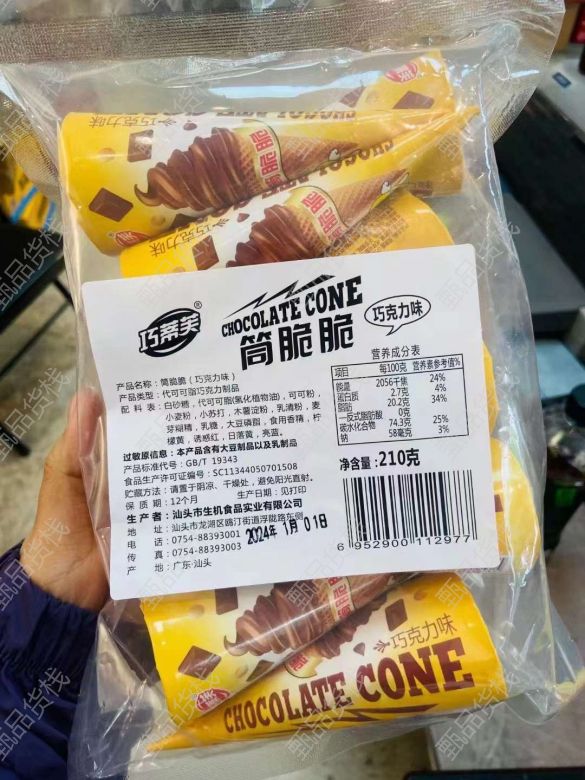 巧克力味
筒脆脆
巧蒂芙®
CHOCOLATE CONE
筒脆脆
巧克力味
产品名称：筒脆脆（巧克力味）
产品类型：代可可脂巧克力制品
配 料 表：白砂糖，代可可脂(氢化植物油)，可可粉，
小麦粉，小苏打，木薯淀粉，乳清粉，麦
芽糊精，乳糖，大豆磷脂，食用香精，柠
檬黄，诱惑红，日落黄，亮蓝。
过敏原信息：本产品含有大豆制品以及乳制品
产品标准代号：GB/T 19343
食品生产许可证编号：SC11344050701508
贮藏方法：请置于阴凉、干燥处，避免阳光直射。
保 质 期：12个月 生产日期：见打印
生 产 者：汕头市生机食品实业有限公司
地 址：汕头市龙湖区鸥汀街道浮陇路东侧
电 话：0754-88393001
传 真：0754-88393003
产 地：广东·汕头
2024年 1月 01日
营养成分表
项目 每100克 营养素参考值%
能量 2056千焦 24%
蛋白质 2.7克 4%
脂肪 20.2克 34%
—反式脂肪酸 0克
碳水化合物 74.3克 25%
钠 58毫克 3%
净含量：210克
6 952900 112977
巧克力味
CHOCOLATE CONE
甄品货栈